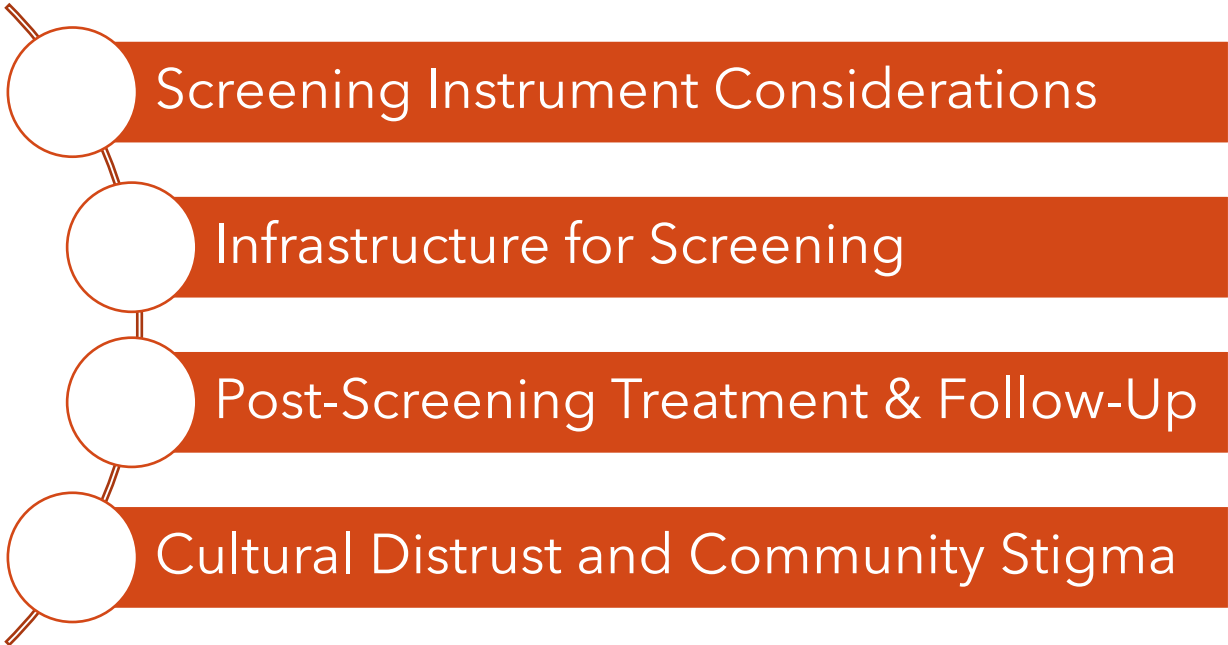 Screening Instrument Considerations
Infrastructure for Screening
Post-Screening Treatment & Follow-Up
Cultural Distrust and Community Stigma